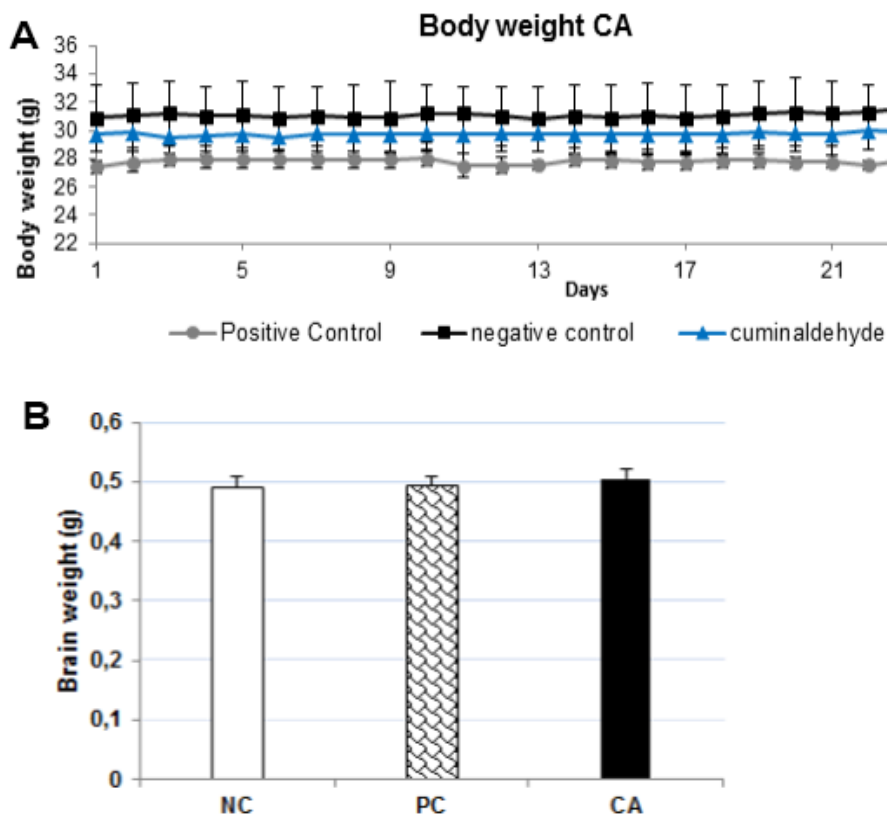 A
Body weight CA
Body weight (g)
36
34
32
30
28
26
24
22
1 5 9 13 17 21
Days
Positive Control negative control cuminaldehyde
B
Brain weight (g)
0,6
0,5
0,4
0,3
0,2
0,1
0
NC PC CA